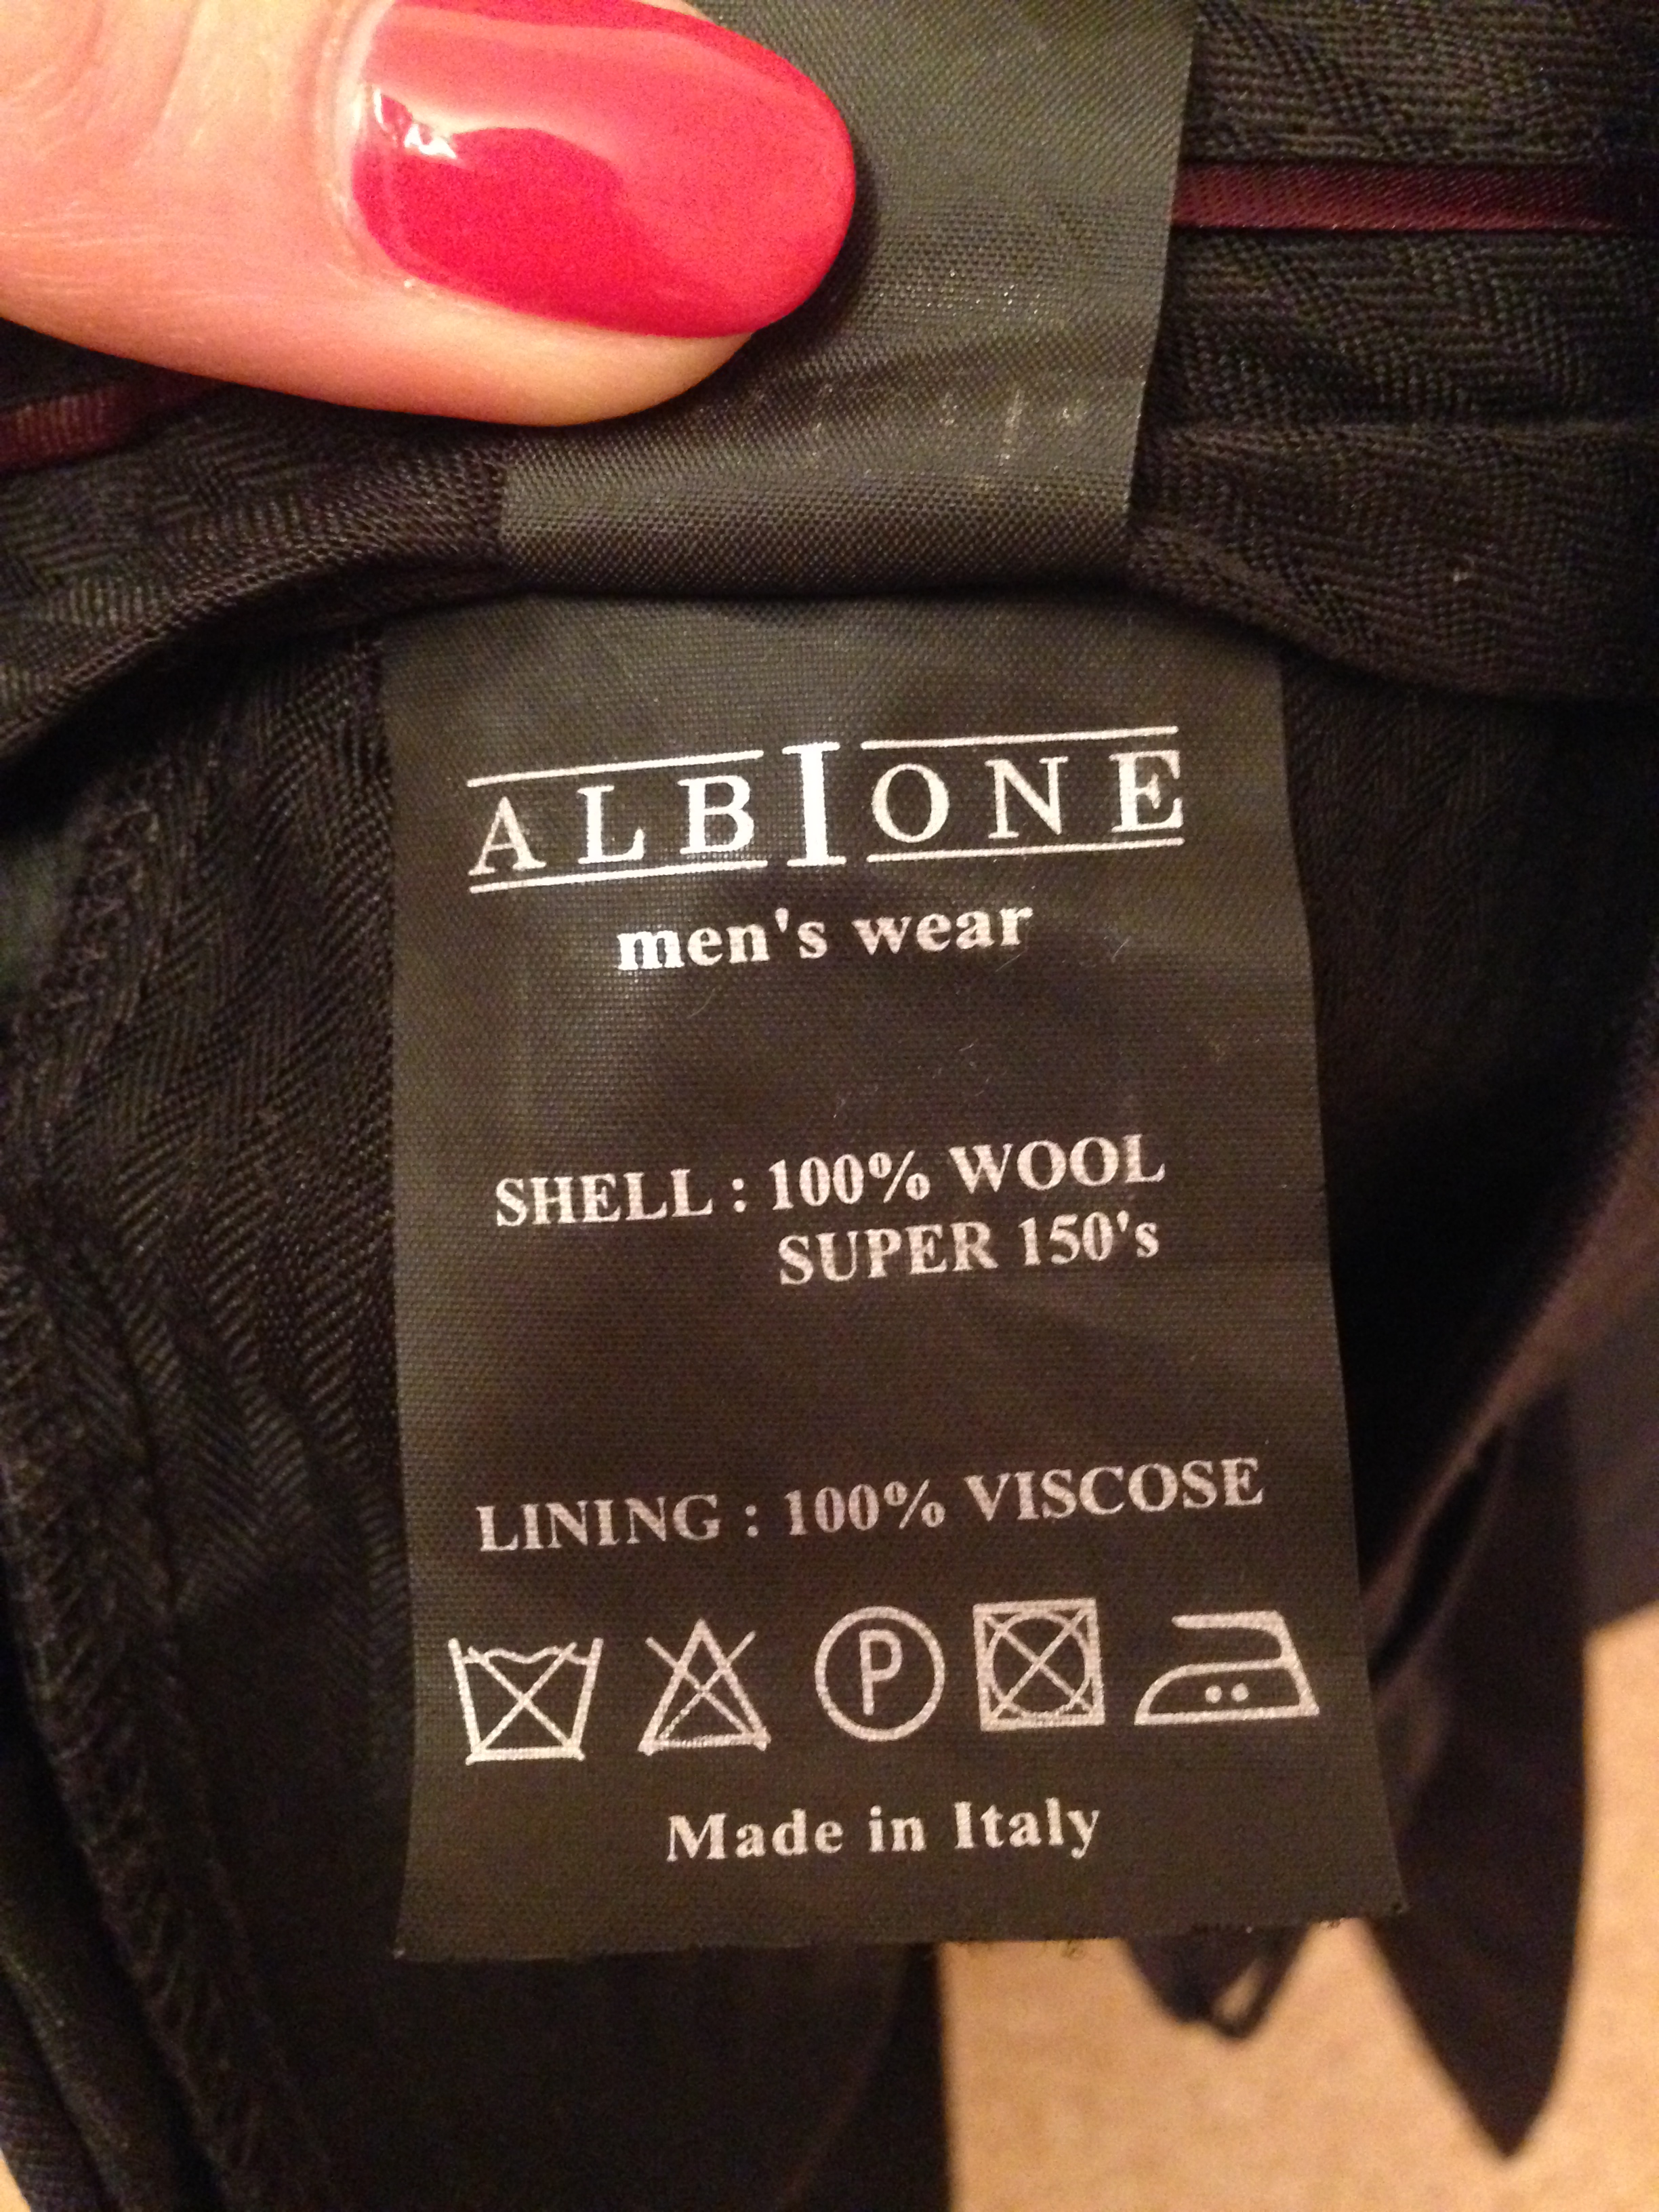 ALBIONE
men's wear
SHELL : 100% WOOL
SUPER 150's
LINING : 100% VISCOSE
P
Made in Italy